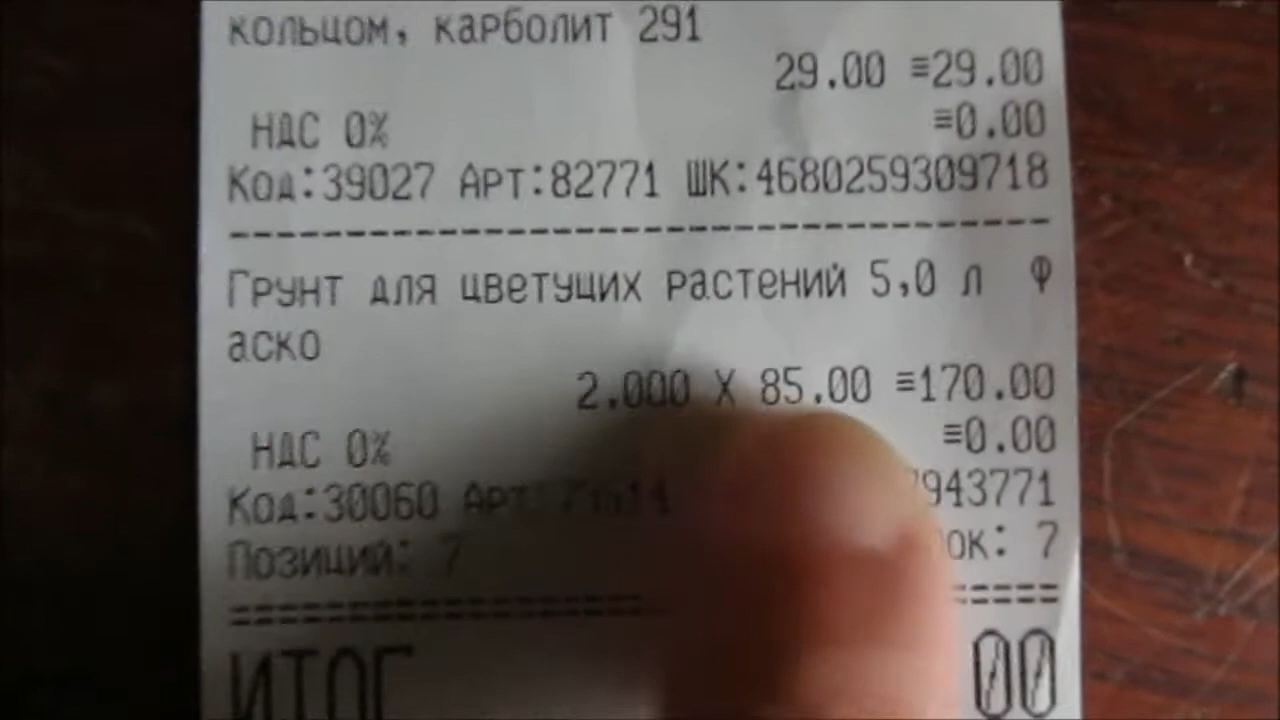 кольцом, карболит 291
29.00 ≡29.00
НДС 0% ≡0.00
Код:39027 Арт:82771 ШК:4680259309718
Грунт для цветущих растений 5,0 л Ф
аско
2.000 X 85.00 ≡170.00
НДС 0% ≡0.00
Код:30060 Арт 943771
Позиций: 7 ок: 7
ИТОГ 00